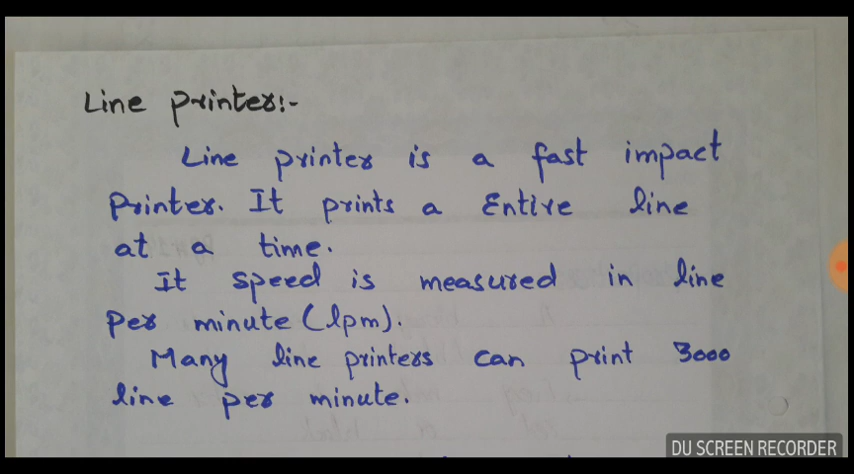 Line printer:-
Line printer is a fast impact
Printer. It prints a Entire line
at a time.
It speed is measured in line
per minute (lpm).
Many line printers can print 3000
line per minute.
DU SCREEN RECORDER